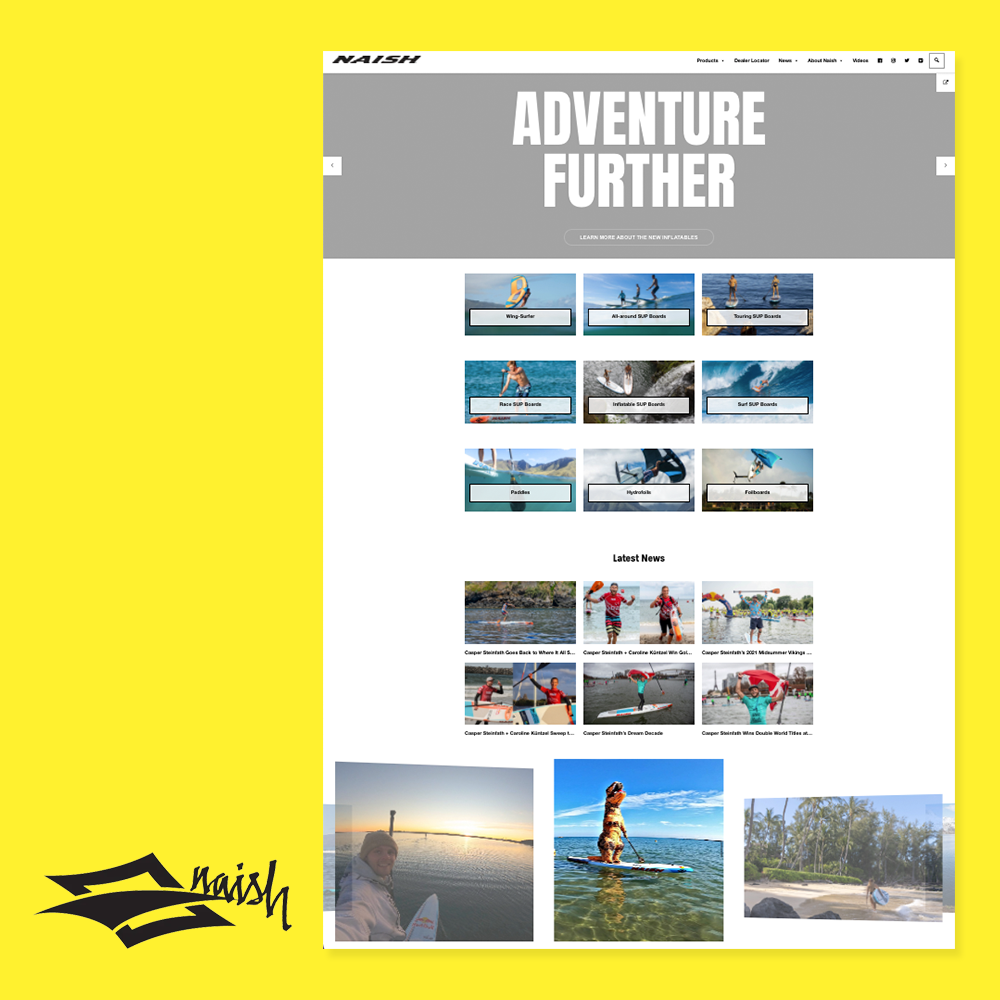 NAISH
Products Dealer Locator News About Naish Videos
ADVENTURE
FURTHER
LEARN MORE ABOUT THE NEW INFLATABLES
Wing-Surfer
All-around SUP Boards
Touring SUP Boards
Race SUP Boards
Inflatable SUP Boards
Surf SUP Boards
Paddles
Hydrofoils
Foilboards
Latest News
Casper Steinfath Goes Back to Where It All S...
Casper Steinfath + Caroline Küntzel Win Gol...
Casper Steinfath's 2021 Midsummer Vikings ...
Casper Steinfath + Caroline Küntzel Sweep t...
Casper Steinfath's Dream Decade
Casper Steinfath Wins Double World Titles at...
naish